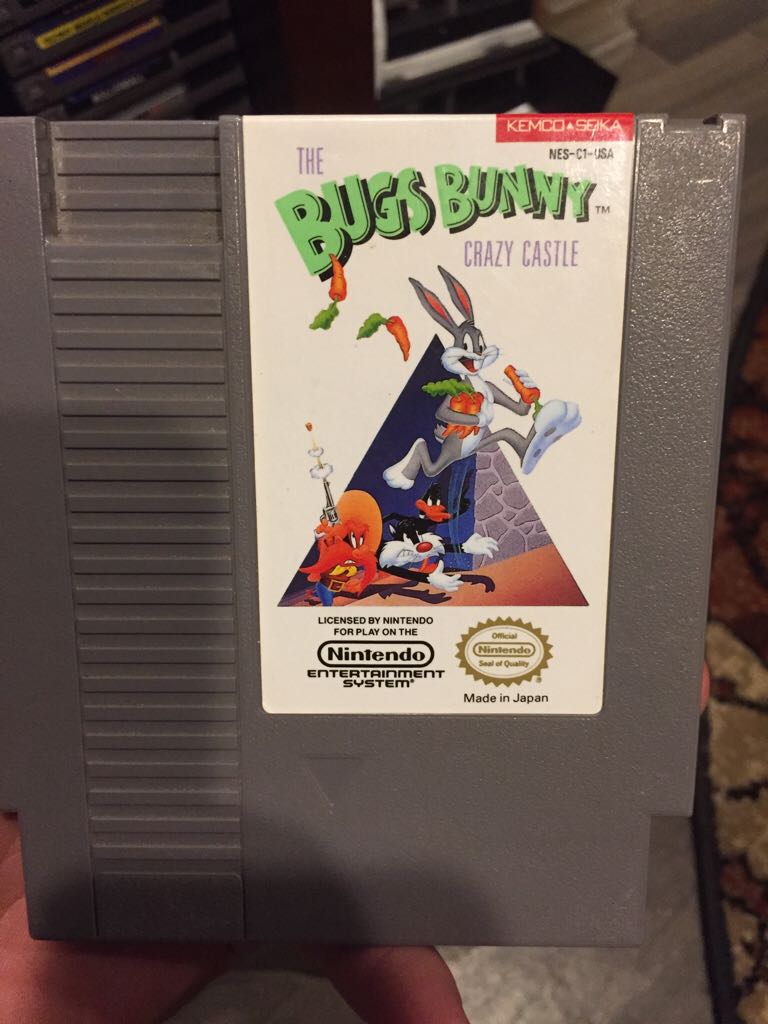 KEMCO▲SEIKA
NES-C1-USA
THE
BUGS BUNNY™
CRAZY CASTLE
LICENSED BY NINTENDO
FOR PLAY ON THE
Nintendo
ENTERTAINMENT
SYSTEM®
Official
Nintendo
Seal of Quality
Made in Japan